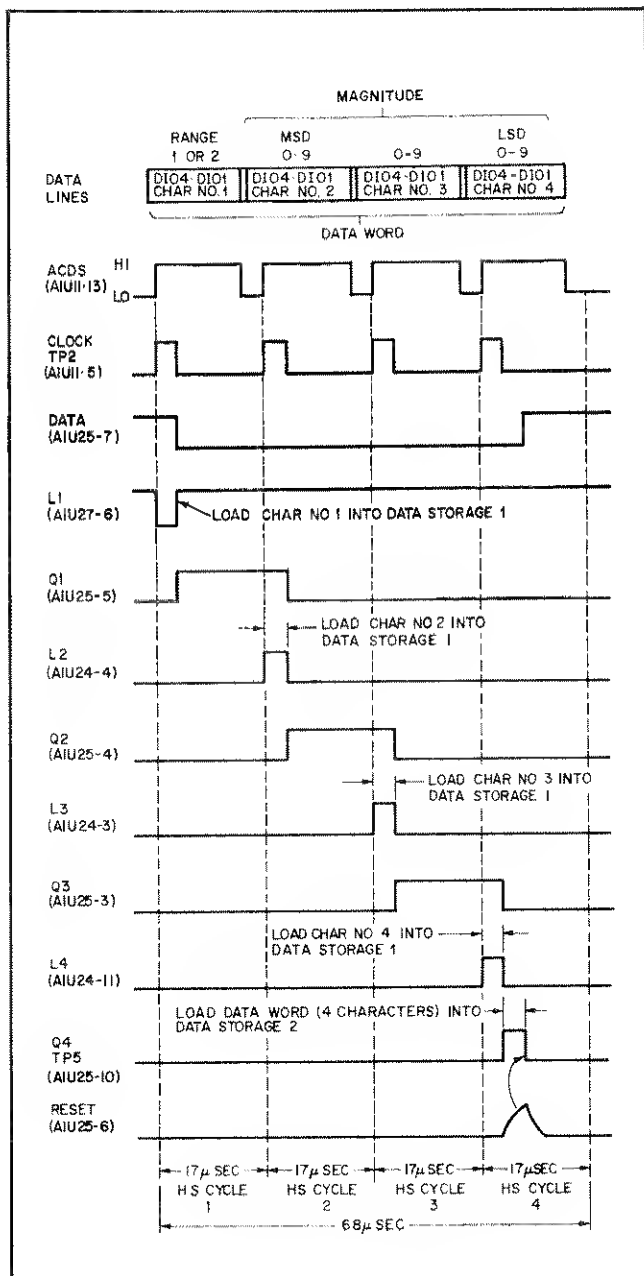 MAGNITUDE
RANGE MSD LSD
1 OR 2 0-9 0-9 0-9
DATA LINES
DIO4-DIO1 CHAR NO.1
DIO4-DIO1 CHAR NO. 2
DIO4-DIO1 CHAR NO. 3
DIO4-DIO1 CHAR NO. 4
DATA WORD
ACDS HI
(A1U11-13) LO
CLOCK
TP2
(A1U11-5)
DATA
(A1U25-7)
L1
(A1U27-6)
LOAD CHAR NO 1 INTO DATA STORAGE 1
Q1
(A1U25-5)
LOAD CHAR NO 2 INTO
DATA STORAGE 1
L2
(A1U24-4)
Q2
(A1U25-4)
LOAD CHAR NO 3 INTO
DATA STORAGE 1
L3
(A1U24-3)
Q3
(A1U25-3)
LOAD CHAR NO 4 INTO
DATA STORAGE 1
L4
(A1U24-11)
LOAD DATA WORD (4 CHARACTERS) INTO
DATA STORAGE 2
Q4
TP5
(A1U25-10)
RESET
(A1U25-6)
17μ SEC 17μ SEC 17μ SEC 17μ SEC
HS CYCLE HS CYCLE HS CYCLE HS CYCLE
1 2 3 4
68μ SEC